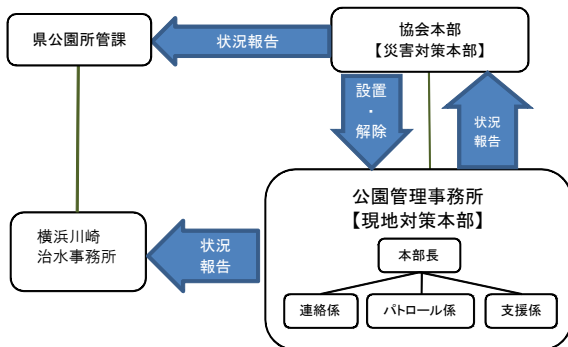 県公園所管課
状況報告
協会本部
【災害対策本部】
設置
・
解除
状況
報告
公園管理事務所
【現地対策本部】
横浜川崎
治水事務所
状況
報告
本部長
連絡係
パトロール係
支援係